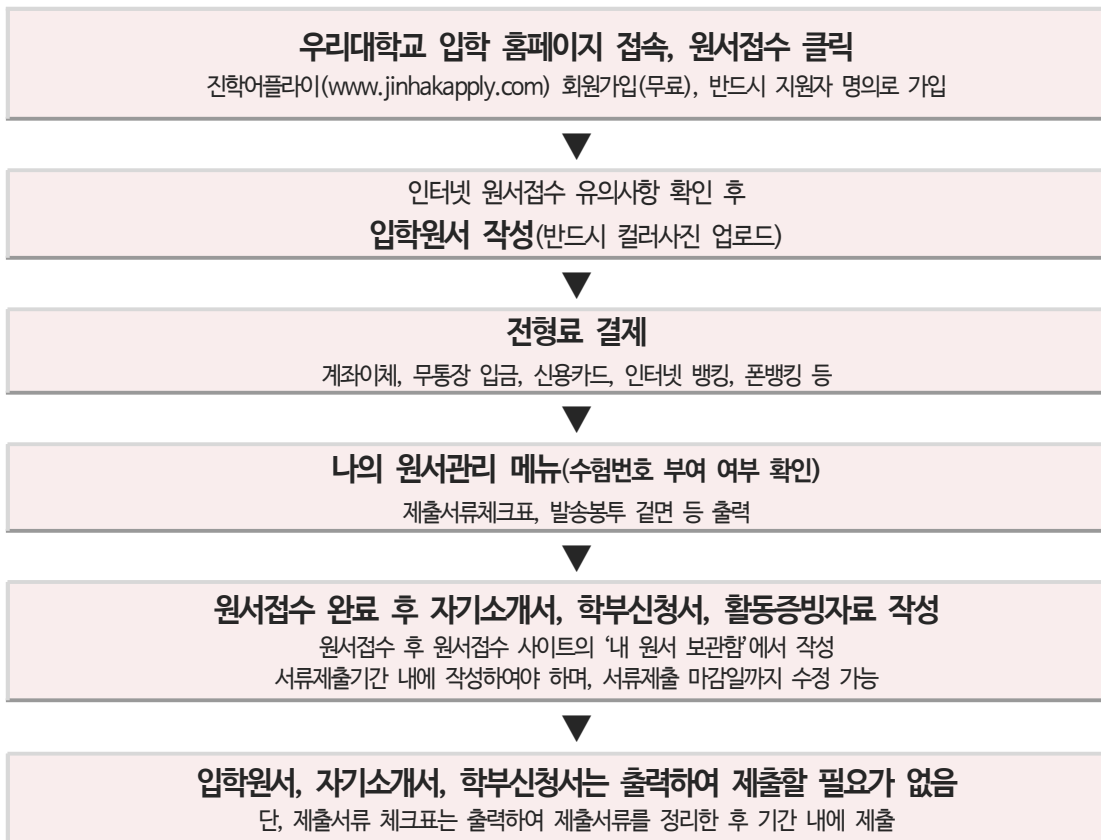 우리대학교 입학 홈페이지 접속, 원서접수 클릭
진학어플라이(www.jinhakapply.com) 회원가입(무료), 반드시 지원자 명의로 가입
▼
인터넷 원서접수 유의사항 확인 후
입학원서 작성(반드시 컬러사진 업로드)
▼
전형료 결제
계좌이체, 무통장 입금, 신용카드, 인터넷 뱅킹, 폰뱅킹 등
▼
나의 원서관리 메뉴(수험번호 부여 여부 확인)
제출서류체크표, 발송봉투 겉면 등 출력
▼
원서접수 완료 후 자기소개서, 학부신청서, 활동증빙자료 작성
원서접수 후 원서접수 사이트의 ‘내 원서 보관함’에서 작성
서류제출기간 내에 작성하여야 하며, 서류제출 마감일까지 수정 가능
▼
입학원서, 자기소개서, 학부신청서는 출력하여 제출할 필요가 없음
단, 제출서류 체크표는 출력하여 제출서류를 정리한 후 기간 내에 제출